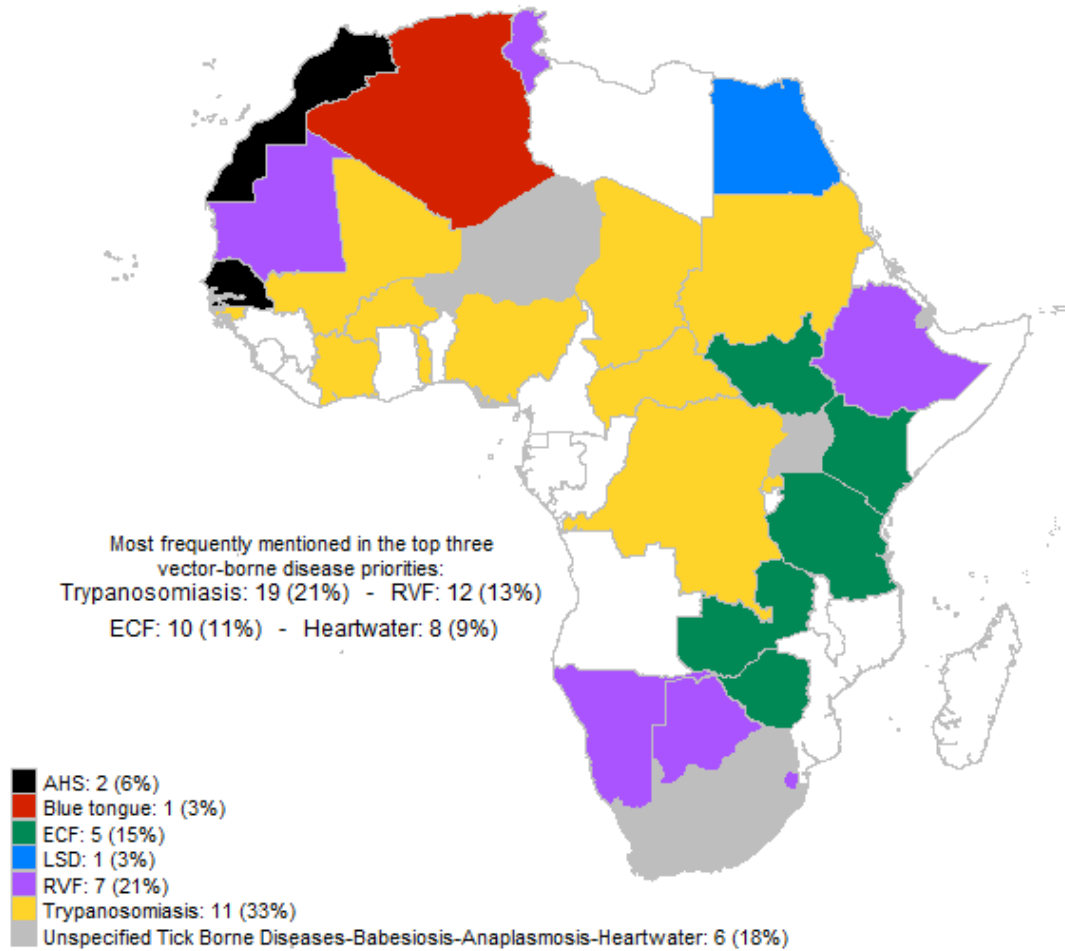 Most frequently mentioned in the top three
vector-borne disease priorities:
Trypanosomiasis: 19 (21%) - RVF: 12 (13%)
ECF: 10 (11%) - Heartwater: 8 (9%)
AHS: 2 (6%)
Blue tongue: 1 (3%)
ECF: 5 (15%)
LSD: 1 (3%)
RVF: 7 (21%)
Trypanosomiasis: 11 (33%)
Unspecified Tick Borne Diseases-Babesiosis-Anaplasmosis-Heartwater: 6 (18%)